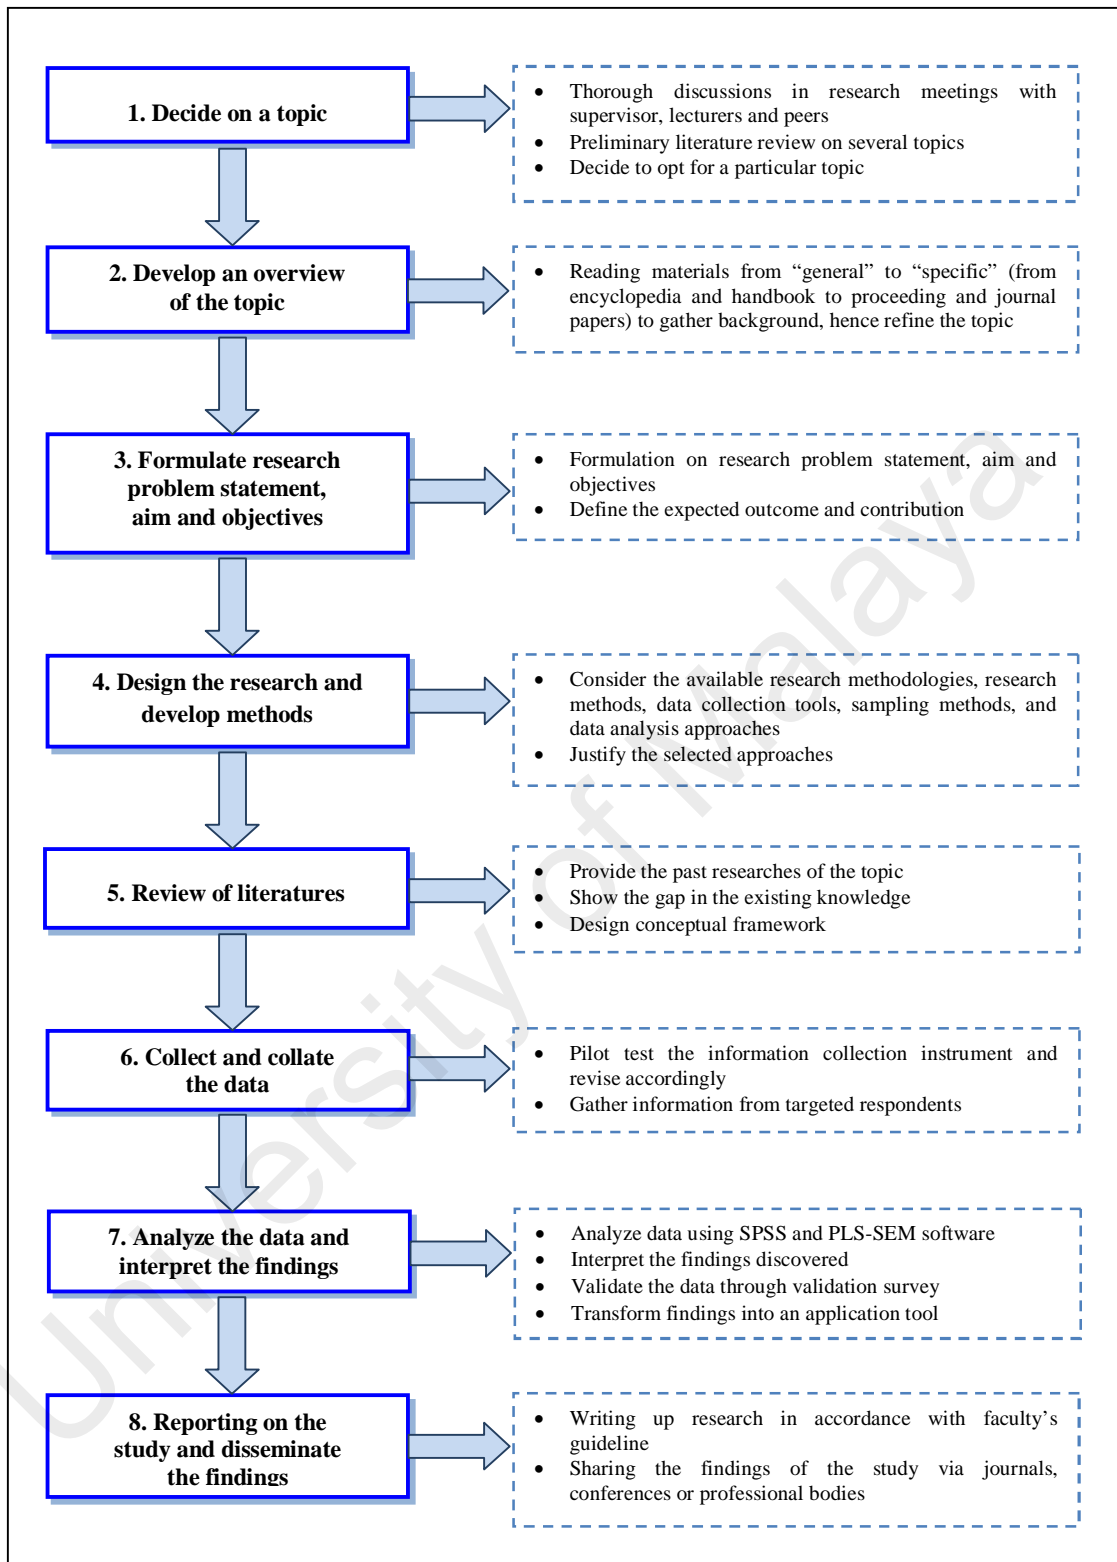 1. Decide on a topic
• Thorough discussions in research meetings with
supervisor, lecturers and peers
• Preliminary literature review on several topics
• Decide to opt for a particular topic
2. Develop an overview
of the topic
• Reading materials from “general” to “specific” (from
encyclopedia and handbook to proceeding and journal
papers) to gather background, hence refine the topic
3. Formulate research
problem statement,
aim and objectives
• Formulation on research problem statement, aim and
objectives
• Define the expected outcome and contribution
4. Design the research and
develop methods
• Consider the available research methodologies, research
methods, data collection tools, sampling methods, and
data analysis approaches
• Justify the selected approaches
5. Review of literatures
• Provide the past researches of the topic
• Show the gap in the existing knowledge
• Design conceptual framework
6. Collect and collate
the data
• Pilot test the information collection instrument and
revise accordingly
• Gather information from targeted respondents
7. Analyze the data and
interpret the findings
• Analyze data using SPSS and PLS-SEM software
• Interpret the findings discovered
• Validate the data through validation survey
• Transform findings into an application tool
8. Reporting on the
study and disseminate
the findings
• Writing up research in accordance with faculty’s
guideline
• Sharing the findings of the study via journals,
conferences or professional bodies
University of Malaya